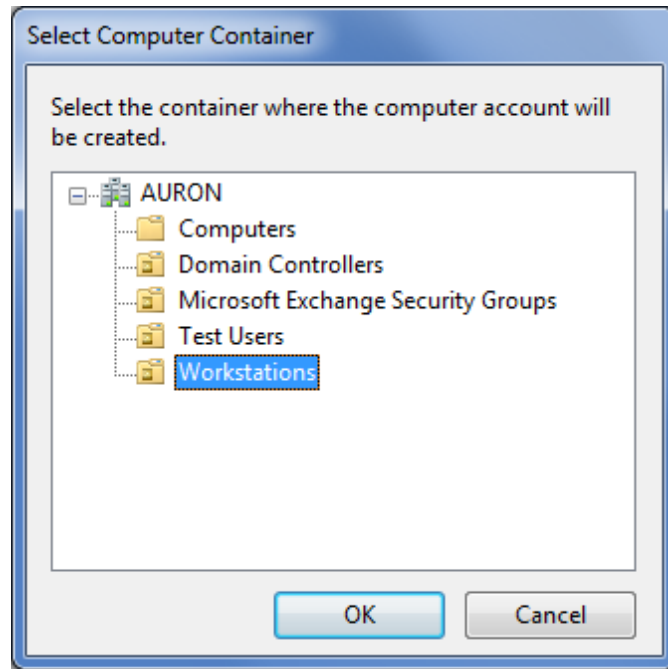 Select Computer Container
Select the container where the computer account will
be created.
AURON
Computers
Domain Controllers
Microsoft Exchange Security Groups
Test Users
Workstations
OK
Cancel